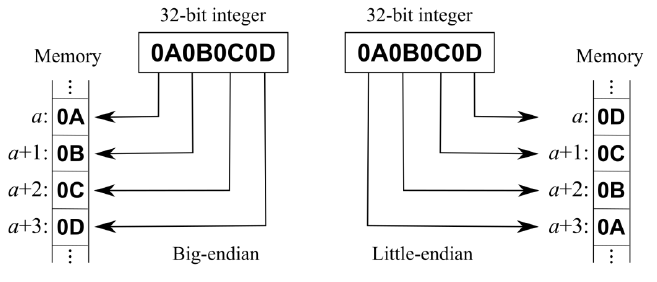 32-bit integer
0A0B0C0D
Memory
⋮
a: 0A
a+1: 0B
a+2: 0C
a+3: 0D
⋮
Big-endian
32-bit integer
0A0B0C0D
Memory
⋮
a: 0D
a+1: 0C
a+2: 0B
a+3: 0A
⋮
Little-endian